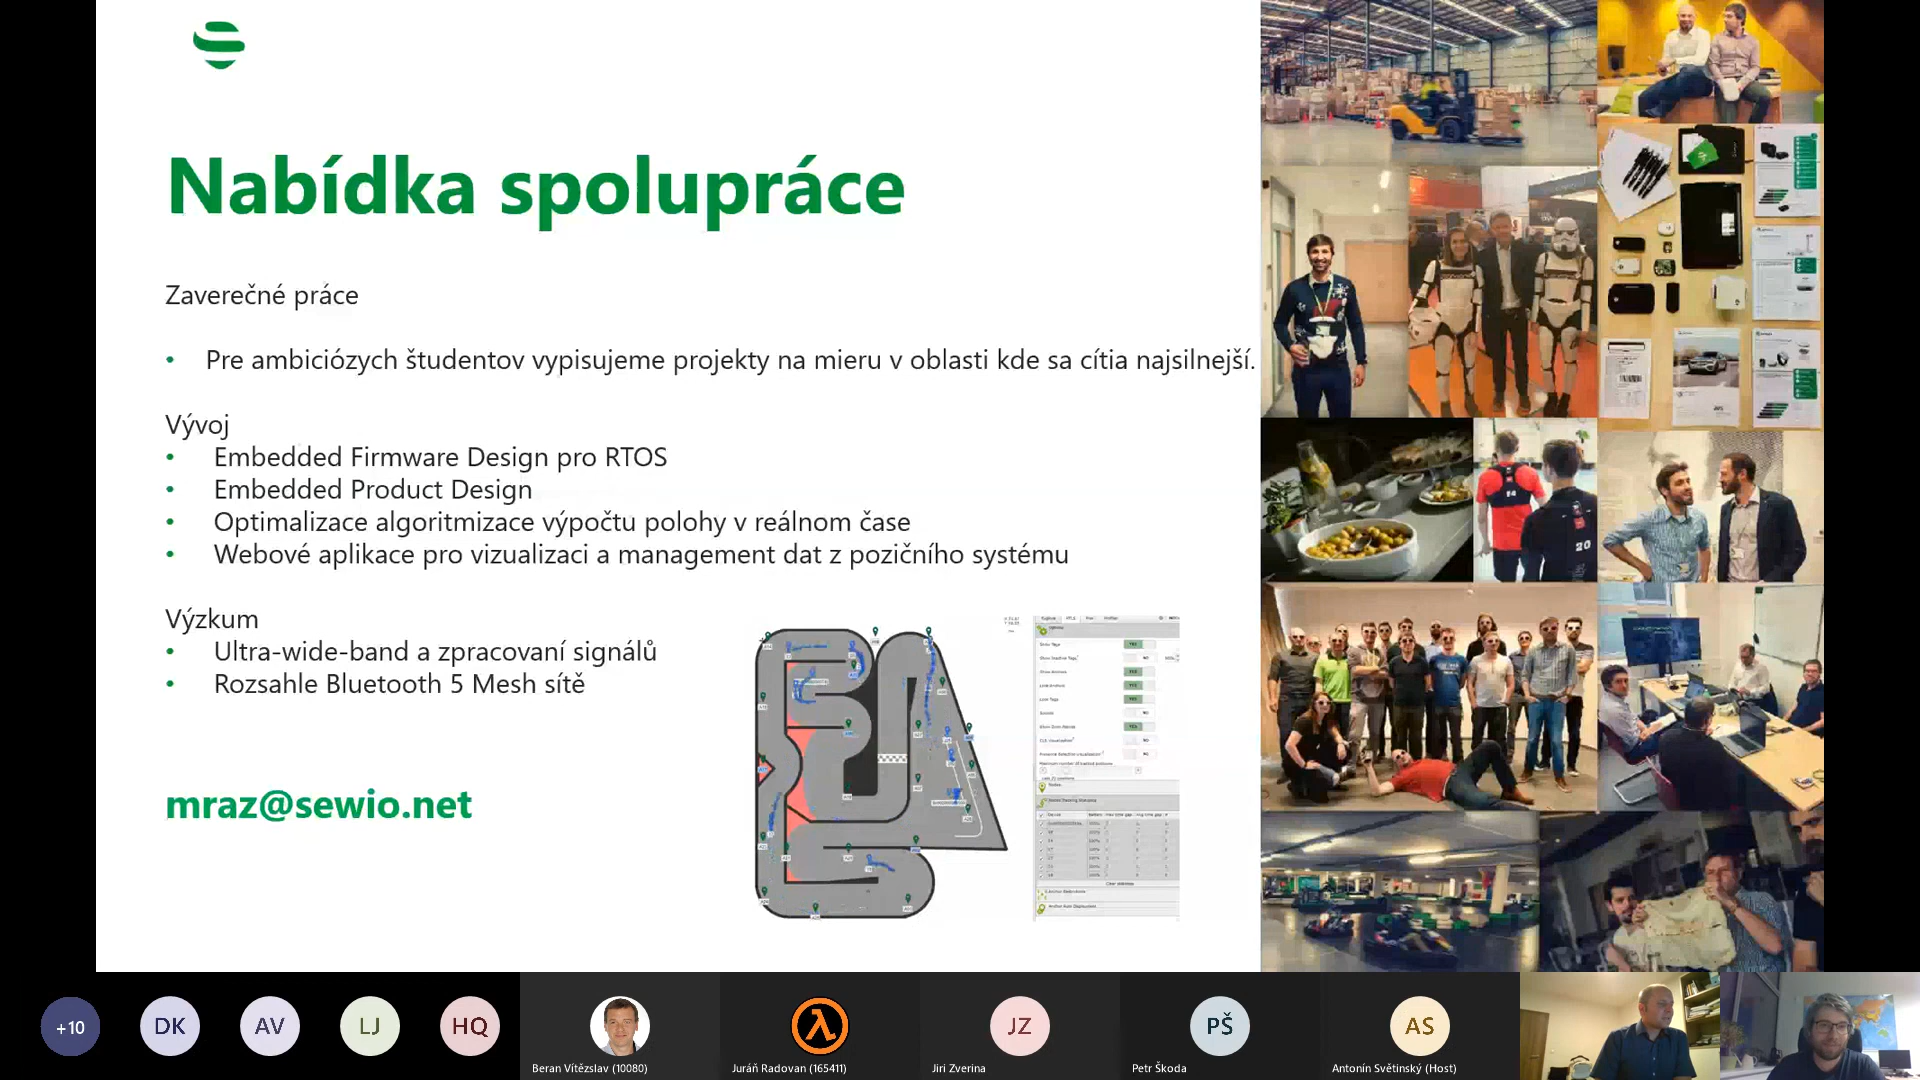 Nabídka spolupráce
Zaverečné práce
• Pre ambicióznych študentov vypisujeme projekty na mieru v oblasti kde sa cítia najsilnejší.
Vývoj
• Embedded Firmware Design pro RTOS
• Embedded Product Design
• Optimalizace algoritmizace výpočtu polohy v reálnom čase
• Webové aplikace pro vizualizaci a management dat z pozičního systému
Výzkum
• Ultra-wide-band a zpracovaní signálů
• Rozsahle Bluetooth 5 Mesh sítě
mraz@sewio.net
+10
DK
AV
LJ
HQ
JZ
PŠ
AS
Beran Vítězslav (10080)
Juráň Radovan (165411)
Jiri Zverina
Petr Škoda
Antonín Světinský (Host)